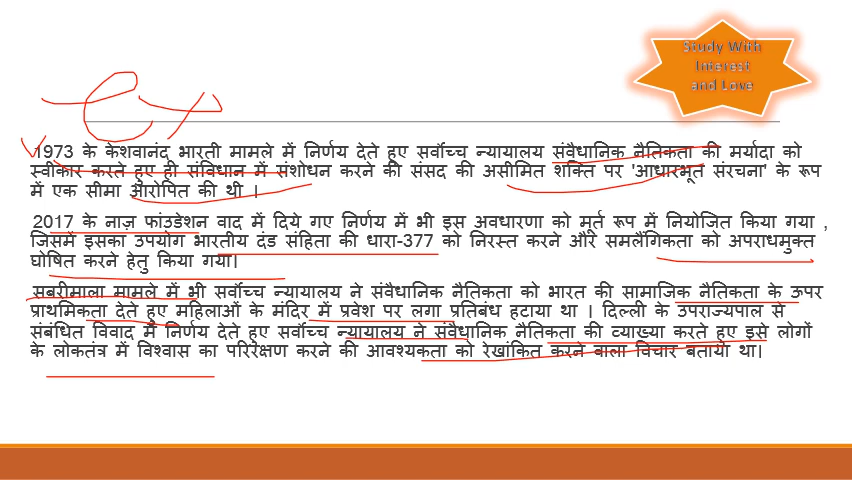 Study With
Interest
and Love
1973 के केशवानंद भारती मामले में निर्णय देते हुए सर्वोच्च न्यायालय संवैधानिक नैतिकता की मर्यादा को
स्वीकार करते हुए ही संविधान में संशोधन करने की संसद की असीमित शक्ति पर 'आधारभूत संरचना' के रूप
में एक सीमा आरोपित की थी ।
2017 के नाज़ फांउडेशन वाद में दिये गए निर्णय में भी इस अवधारणा को मूर्त रूप में नियोजित किया गया ,
जिसमें इसका उपयोग भारतीय दंड संहिता की धारा-377 को निरस्त करने और समलैंगिकता को अपराधमुक्त
घोषित करने हेतु किया गया।
सबरीमाला मामले में भी सर्वोच्च न्यायालय ने संवैधानिक नैतिकता को भारत की सामाजिक नैतिकता के ऊपर
प्राथमिकता देते हुए महिलाओं के मंदिर में प्रवेश पर लगा प्रतिबंध हटाया था । दिल्ली के उपराज्यपाल से
संबंधित विवाद में निर्णय देते हुए सर्वोच्च न्यायालय ने संवैधानिक नैतिकता की व्याख्या करते हुए इसे लोगों
के लोकतंत्र में विश्वास का परिरक्षण करने की आवश्यकता को रेखांकित करने वाला विचार बताया था।